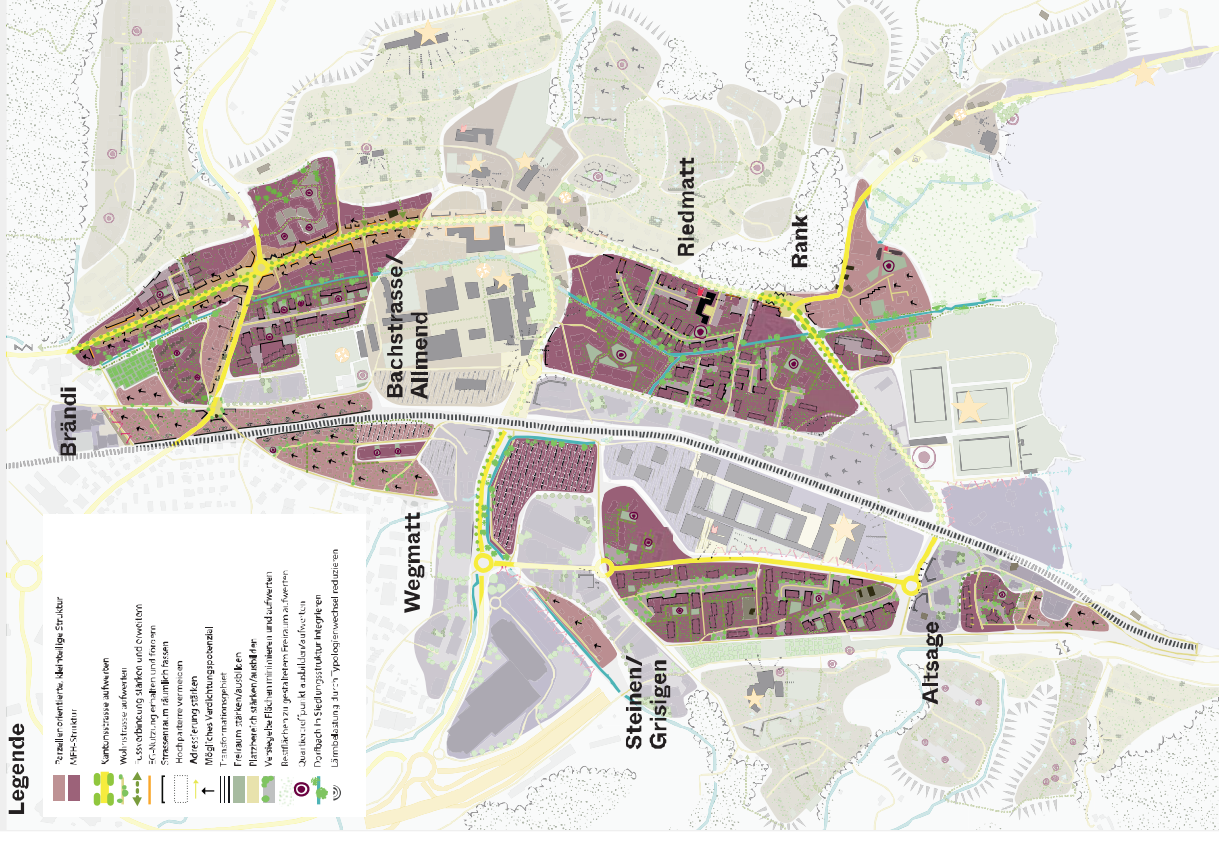 Legende
Parzellenorientierte, kleinteilige Struktur
MFH-Struktur
Kantonsstrasse aufwerten
Wohnstrasse aufwerten
Fussverbindung stärken und erweitern
EG-Nutzung erhalten und fördern
Strassenraum räumlich fassen
Hochparterre vermeiden
Adressierung stärken
Mögliches Verdichtungspotenzial
Transformationsgebiet
Freiraum stärken/ausbilden
Platzbereich stärken/ausbilden
Versiegelte Flächen minimieren und aufwerten
Restflächen zu gestaltetem Freiraum aufwerten
Quartiertreffpunkt ausbilden/aufwerten
Dorfbach in Siedlungsstruktur integrieren
Lärmbelastung durch Typologienwechsel reduzieren
Brändi
Bachstrasse/
Allmend
Wegmatt
Riedmatt
Rank
Steinen/
Grisigen
Altsage